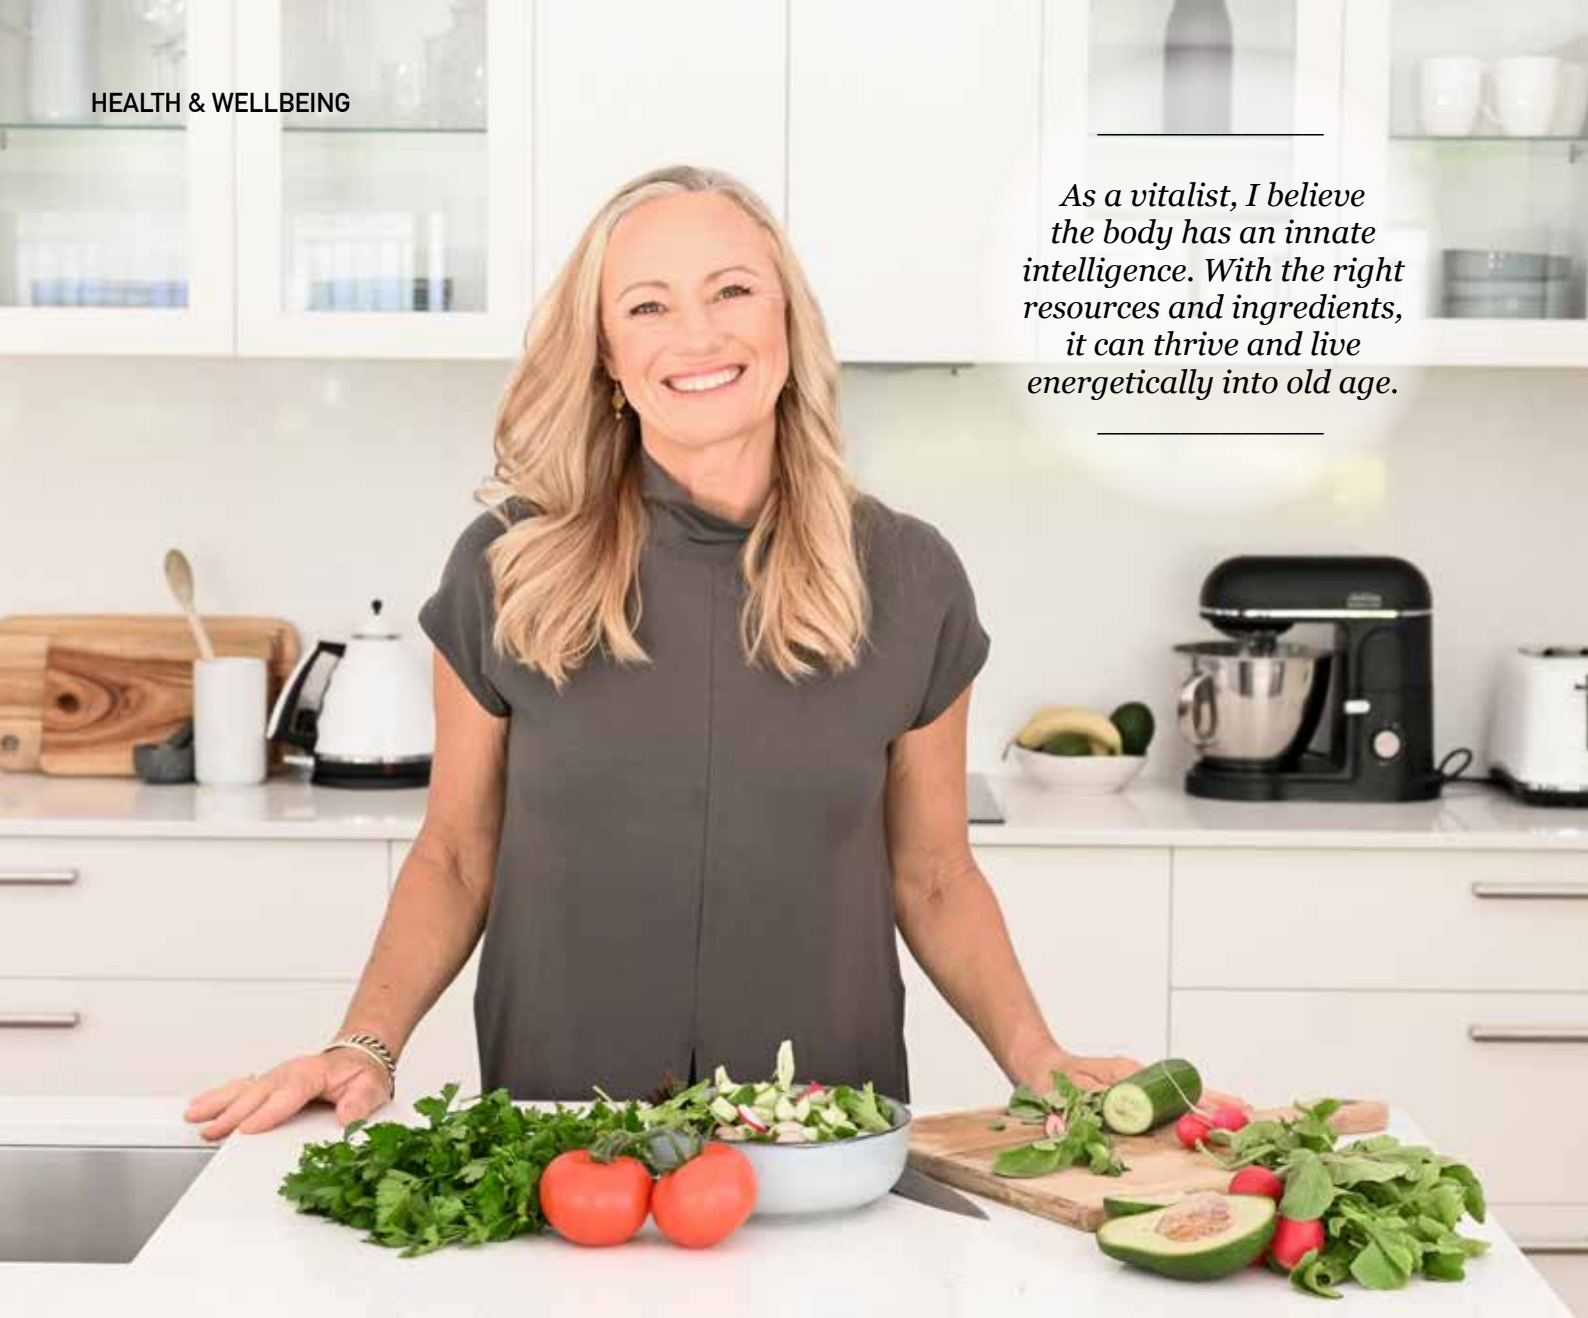 HEALTH & WELLBEING
As a vitalist, I believe
the body has an innate
intelligence. With the right
resources and ingredients,
it can thrive and live
energetically into old age.